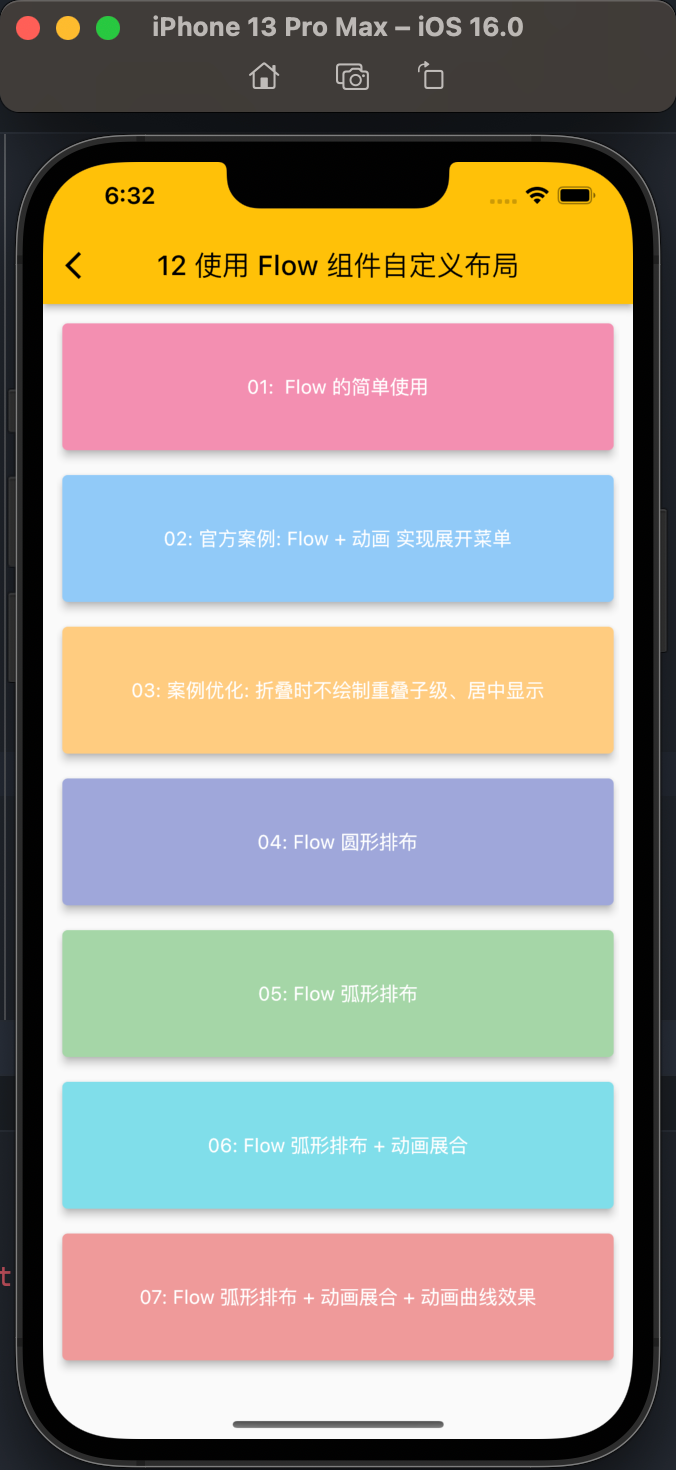 iPhone 13 Pro Max – iOS 16.0
6:32
12 使用 Flow 组件自定义布局
01:  Flow 的简单使用
02: 官方案例: Flow + 动画 实现展开菜单
03: 案例优化: 折叠时不绘制重叠子级、居中显示
04: Flow 圆形排布
05: Flow 弧形排布
06: Flow 弧形排布 + 动画展合
t
07: Flow 弧形排布 + 动画展合 + 动画曲线效果